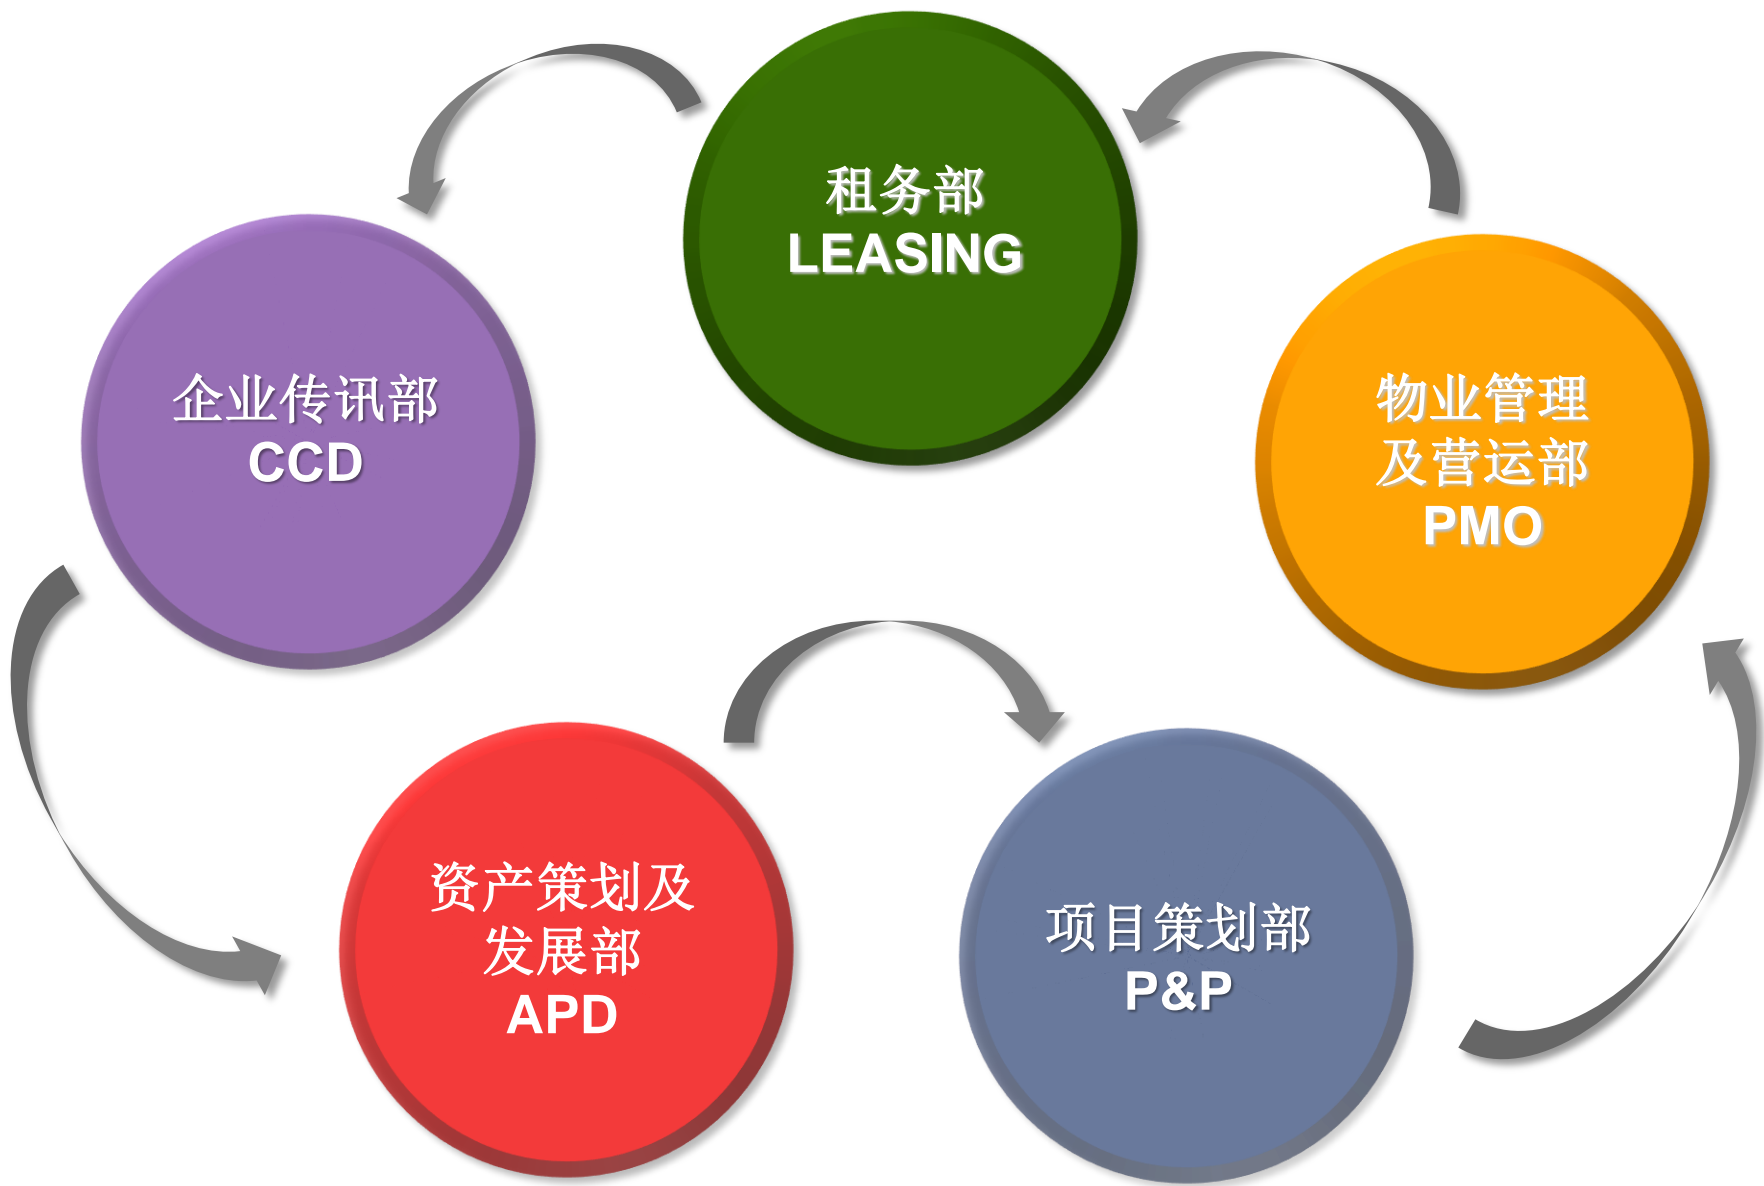 租务部
LEASING
企业传讯部
CCD
物业管理
及营运部
PMO
资产策划及
发展部
APD
项目策划部
P&P